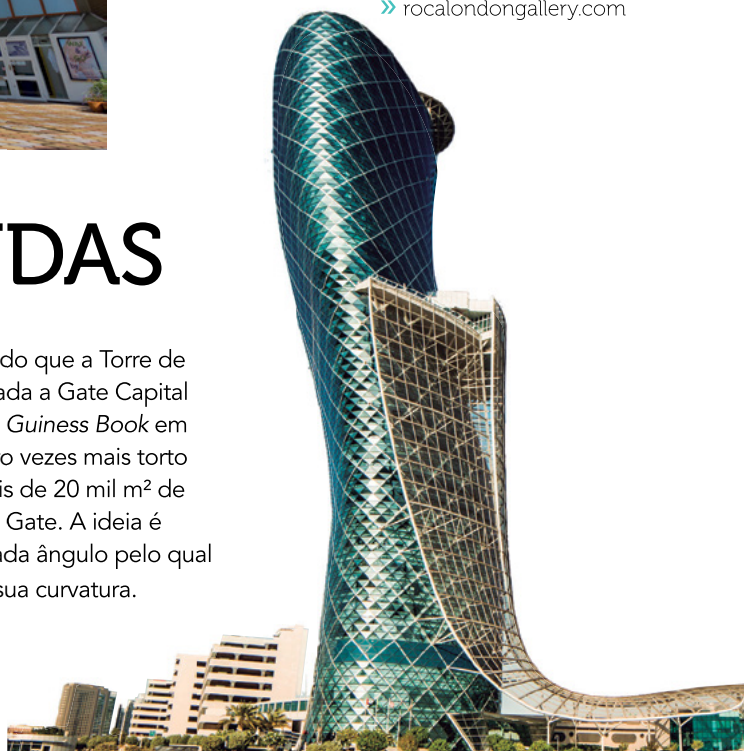 » rocalondongallery.com
DAS
do que a Torre de
ada a Gate Capital
Guiness Book em
o vezes mais torto
is de 20 mil m² de
Gate. A ideia é
ada ângulo pelo qual
sua curvatura.